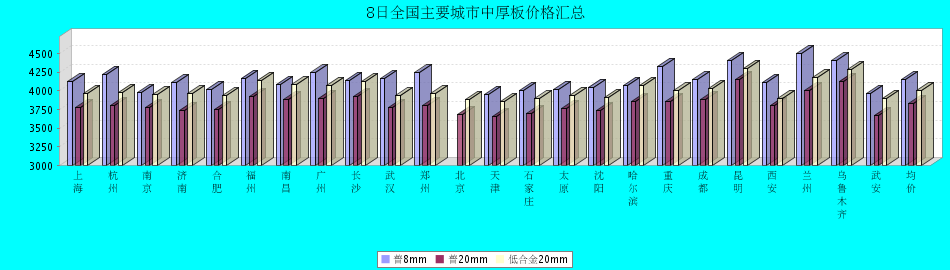 8日全国主要城市中厚板价格汇总
4500
4250
4000
3750
3500
3250
3000
上海
杭州
南京
济南
合肥
福州
南昌
广州
长沙
武汉
郑州
北京
天津
石家庄
太原
沈阳
哈尔滨
重庆
成都
昆明
西安
兰州
乌鲁木齐
武安
均价
普8mm
普20mm
低合金20mm